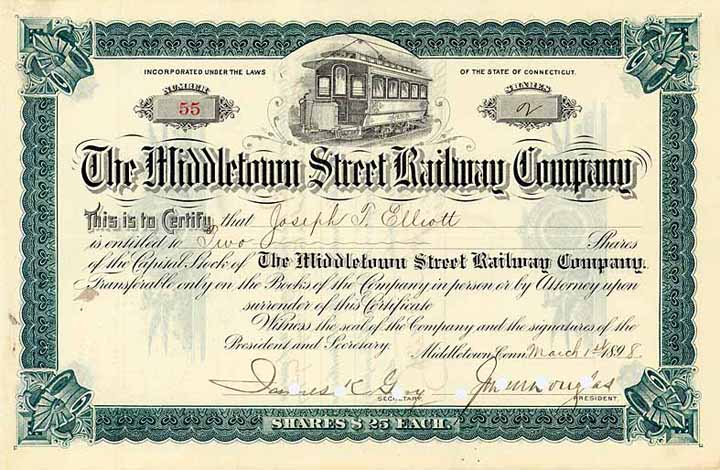 INCORPORATED UNDER THE LAWS OF THE STATE OF CONNECTICUT.
NUMBER SHARES
55 2
The Middletown Street Railway Company
This is to Certify, that Joseph T. Elliott
is entitled to Two Shares
of the Capital Stock of The Middletown Street Railway Company.
Transferable only on the Books of the Company in person or by Attorney upon
surrender of this Certificate
Witness the seal of the Company and the signatures of the
President and Secretary. Middletown Conn. March 1st 1898
James K. Guy
SECRETARY. PRESIDENT.
SHARES $25 EACH.